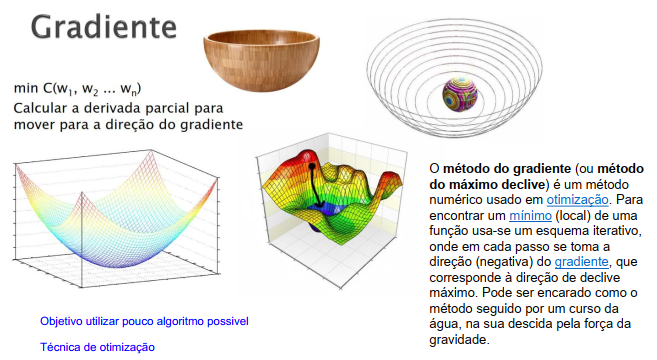 Gradiente
min C(w₁, w₂ ... wₙ)
Calcular a derivada parcial para
mover para a direção do gradiente
O método do gradiente (ou método
do máximo declive) é um método
numérico usado em otimização. Para
encontrar um mínimo (local) de uma
função usa-se um esquema iterativo,
onde em cada passo se toma a
direção (negativa) do gradiente, que
corresponde à direção de declive
máximo. Pode ser encarado como o
método seguido por um curso da
água, na sua descida pela força da
gravidade.
Objetivo utilizar pouco algoritmo possivel
Técnica de otimização